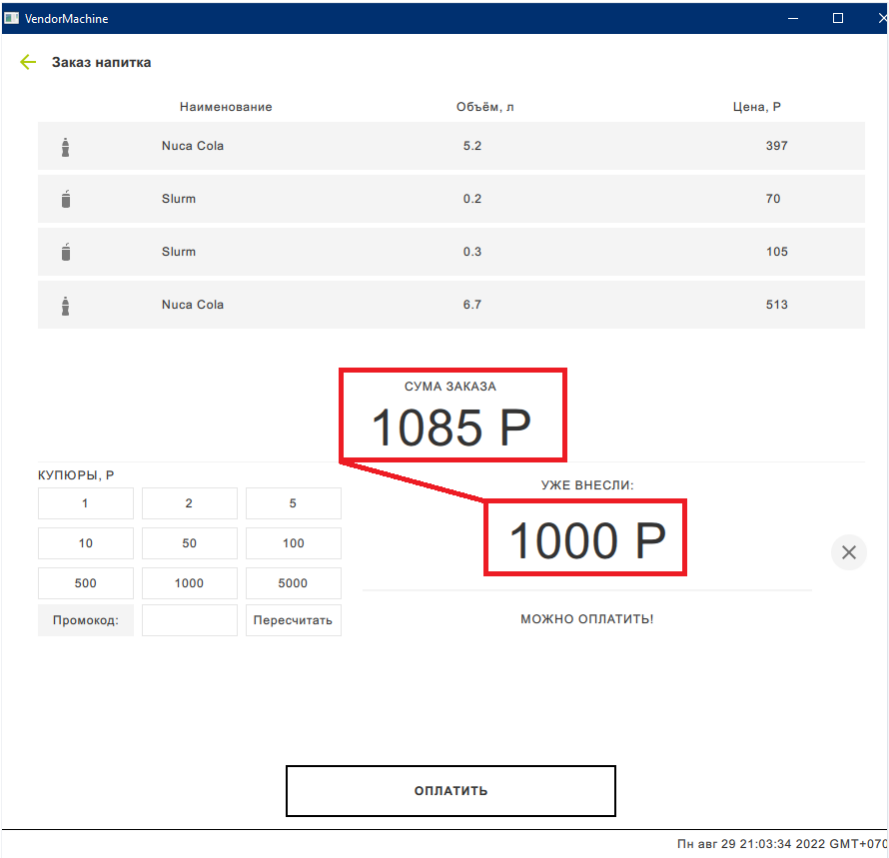 VendorMachine
Заказ напитка
Наименование Объём, л Цена, Р
Nuca Cola 5.2 397
Slurm 0.2 70
Slurm 0.3 105
Nuca Cola 6.7 513
СУМА ЗАКАЗА
1085 Р
КУПЮРЫ, Р
1 2 5
10 50 100
500 1000 5000
Промокод: Пересчитать
УЖЕ ВНЕСЛИ:
1000 Р
МОЖНО ОПЛАТИТЬ!
ОПЛАТИТЬ
Пн авг 29 21:03:34 2022 GMT+070